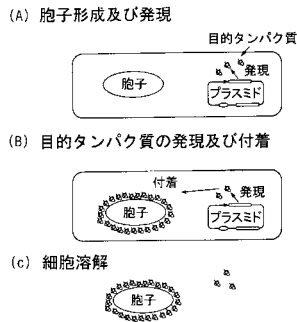 (A) 胞子形成及び発現
目的タンパク質
発現
胞子
プラスミド
(B) 目的タンパク質の発現及び付着
付着
発現
胞子
プラスミド
(c) 細胞溶解
胞子